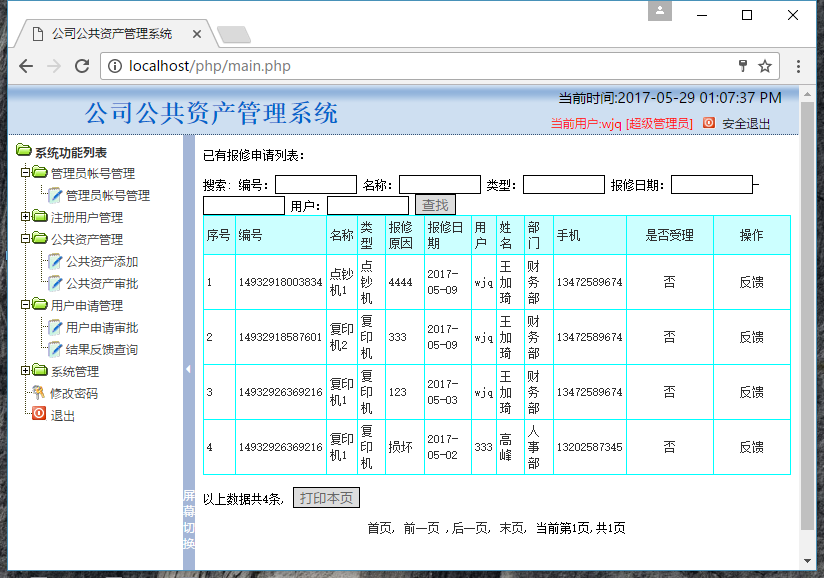 公司公共资产管理系统
localhost/php/main.php
公司公共资产管理系统
当前时间:2017-05-29 01:07:37 PM
当前用户:wjq [超级管理员] 安全退出
系统功能列表
管理员帐号管理
管理员帐号管理
注册用户管理
公共资产管理
公共资产添加
公共资产审批
用户申请管理
用户申请审批
结果反馈查询
系统管理
修改密码
退出
屏幕切换
已有报修申请列表：
搜索: 编号： 名称： 类型： 报修日期： -
用户： 查找
序号 编号 名称 类型 报修原因 报修日期 用户 姓名 部门 手机 是否受理 操作
1 14932918003834 点钞机1 点钞机 4444 2017-05-09 wjq 王加琦 财务部 13472589674 否 反馈
2 14932918587601 复印机2 复印机 333 2017-05-09 wjq 王加琦 财务部 13472589674 否 反馈
3 14932926369216 复印机1 复印机 123 2017-05-03 wjq 王加琦 财务部 13472589674 否 反馈
4 14932926369216 复印机1 复印机 损坏 2017-05-02 333 高峰 人事部 13202587345 否 反馈
以上数据共4条, 打印本页
首页, 前一页 ,后一页, 末页, 当前第1页,共1页